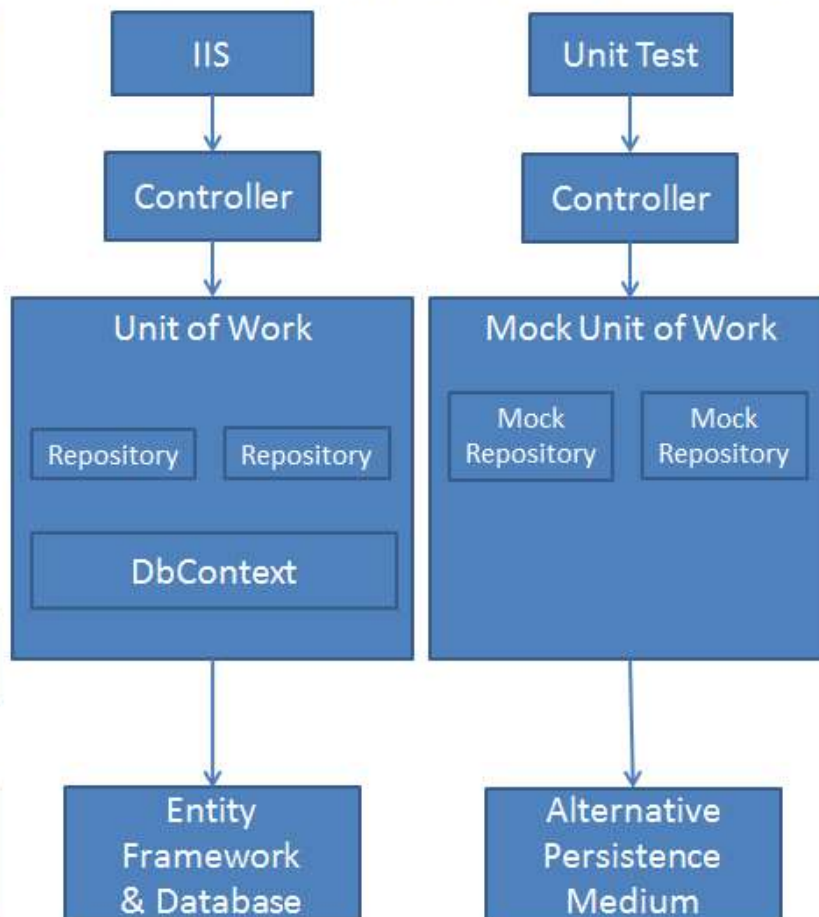 IIS
Controller
Unit of Work
Repository
Repository
DbContext
Entity
Framework
& Database
Unit Test
Controller
Mock Unit of Work
Mock
Repository
Mock
Repository
Alternative
Persistence
Medium